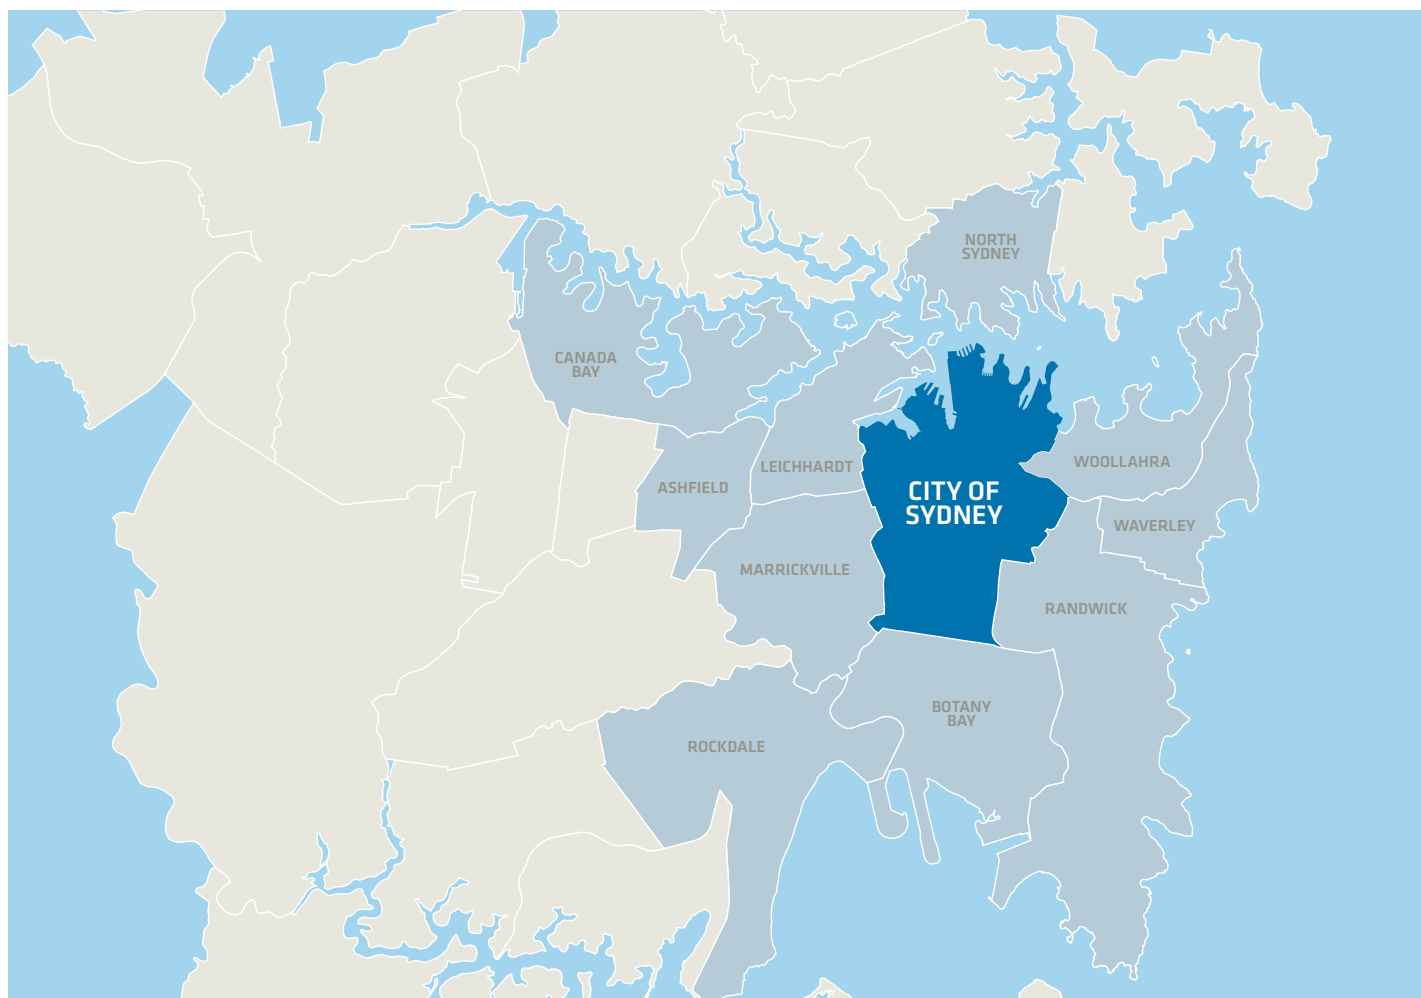 NORTH
SYDNEY
CANADA
BAY
WOOLLAHRA
LEICHHARDT
ASHFIELD
CITY OF
SYDNEY
WAVERLEY
MARRICKVILLE
RANDWICK
BOTANY
BAY
ROCKDALE